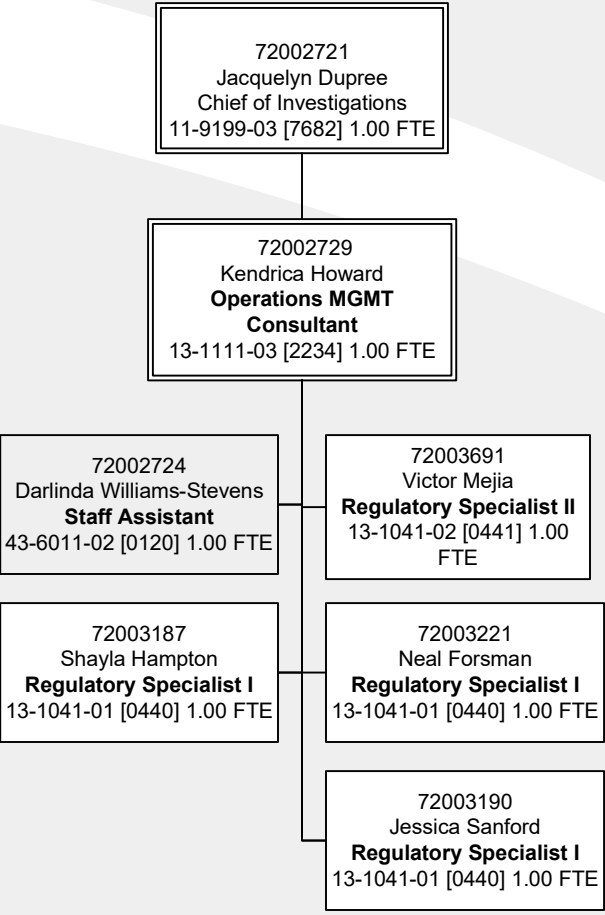 72002721
Jacquelyn Dupree
Chief of Investigations
11-9199-03 [7682] 1.00 FTE
72002729
Kendrica Howard
Operations MGMT
Consultant
13-1111-03 [2234] 1.00 FTE
72002724
Darlinda Williams-Stevens
Staff Assistant
43-6011-02 [0120] 1.00 FTE
72003691
Victor Mejia
Regulatory Specialist II
13-1041-02 [0441] 1.00
FTE
72003187
Shayla Hampton
Regulatory Specialist I
13-1041-01 [0440] 1.00 FTE
72003221
Neal Forsman
Regulatory Specialist I
13-1041-01 [0440] 1.00 FTE
72003190
Jessica Sanford
Regulatory Specialist I
13-1041-01 [0440] 1.00 FTE